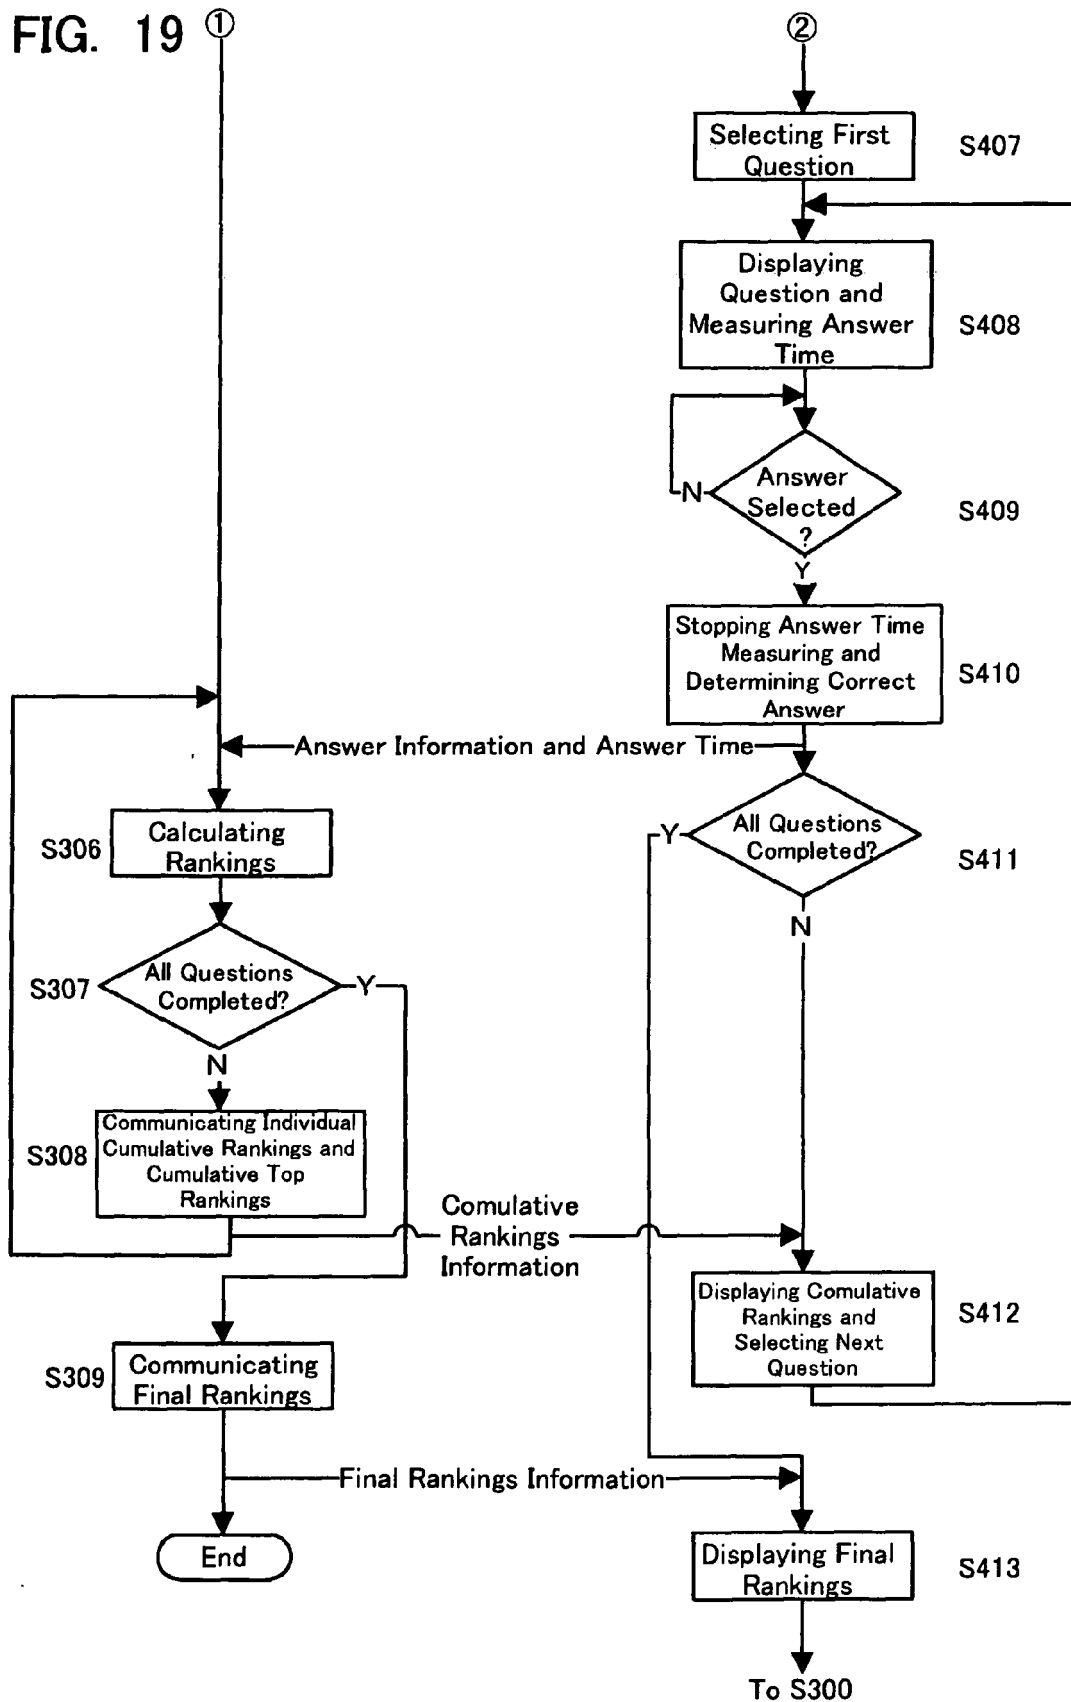 FIG. 19
①
②
Selecting First
Question
S407
Displaying
Question and
Measuring Answer
Time
S408
Answer
Selected
?
N
S409
Y
Stopping Answer Time
Measuring and
Determining Correct
Answer
S410
Answer Information and Answer Time
S306
Calculating
Rankings
Y
All Questions
Completed?
S411
N
S307
All Questions
Completed?
Y
N
S308
Communicating Individual
Cumulative Rankings and
Cumulative Top
Rankings
Comulative
Rankings
Information
Displaying Comulative
Rankings and
Selecting Next
Question
S412
S309
Communicating
Final Rankings
Final Rankings Information
End
Displaying Final
Rankings
S413
To S300